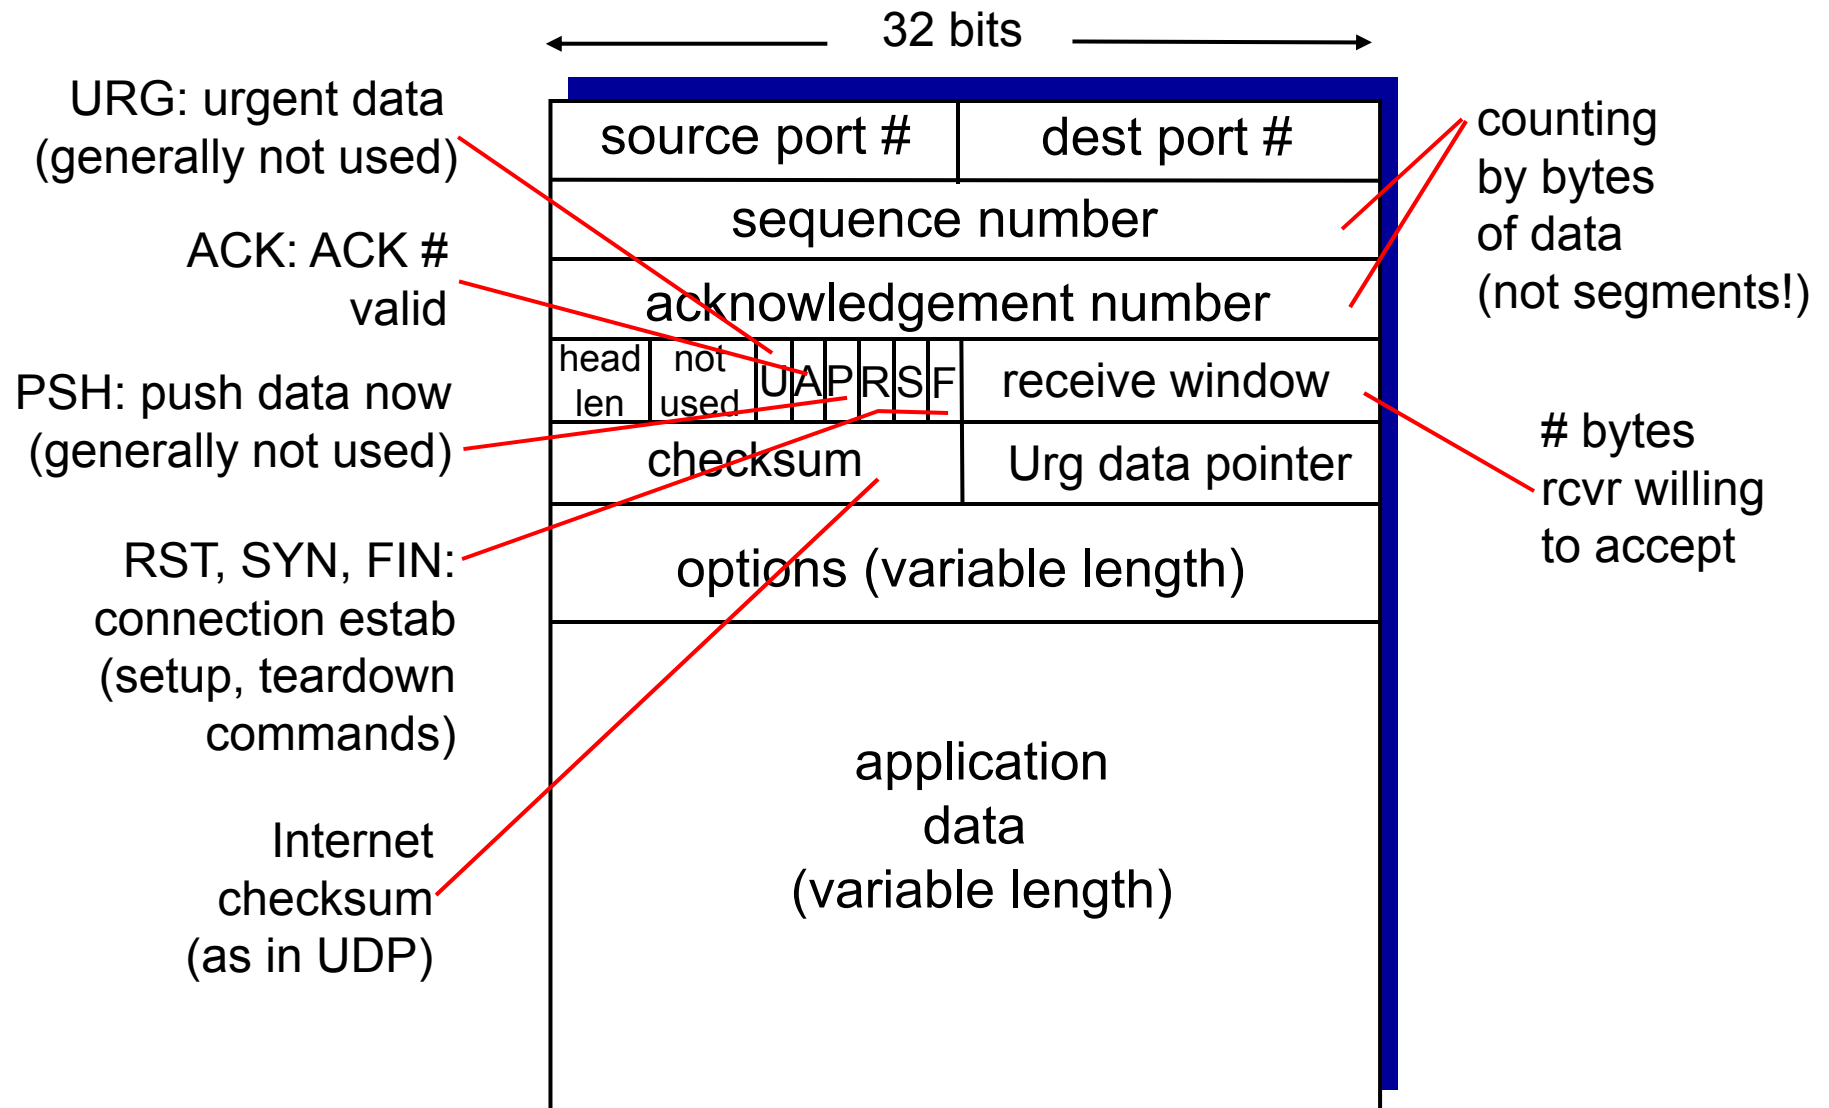 32 bits
URG: urgent data
(generally not used)
ACK: ACK #
valid
PSH: push data now
(generally not used)
RST, SYN, FIN:
connection estab
(setup, teardown
commands)
Internet
checksum
(as in UDP)
source port #
dest port #
sequence number
acknowledgement number
head
len
not
used
U
A
P
R
S
F
receive window
checksum
Urg data pointer
options (variable length)
application
data
(variable length)
counting
by bytes
of data
(not segments!)
# bytes
rcvr willing
to accept